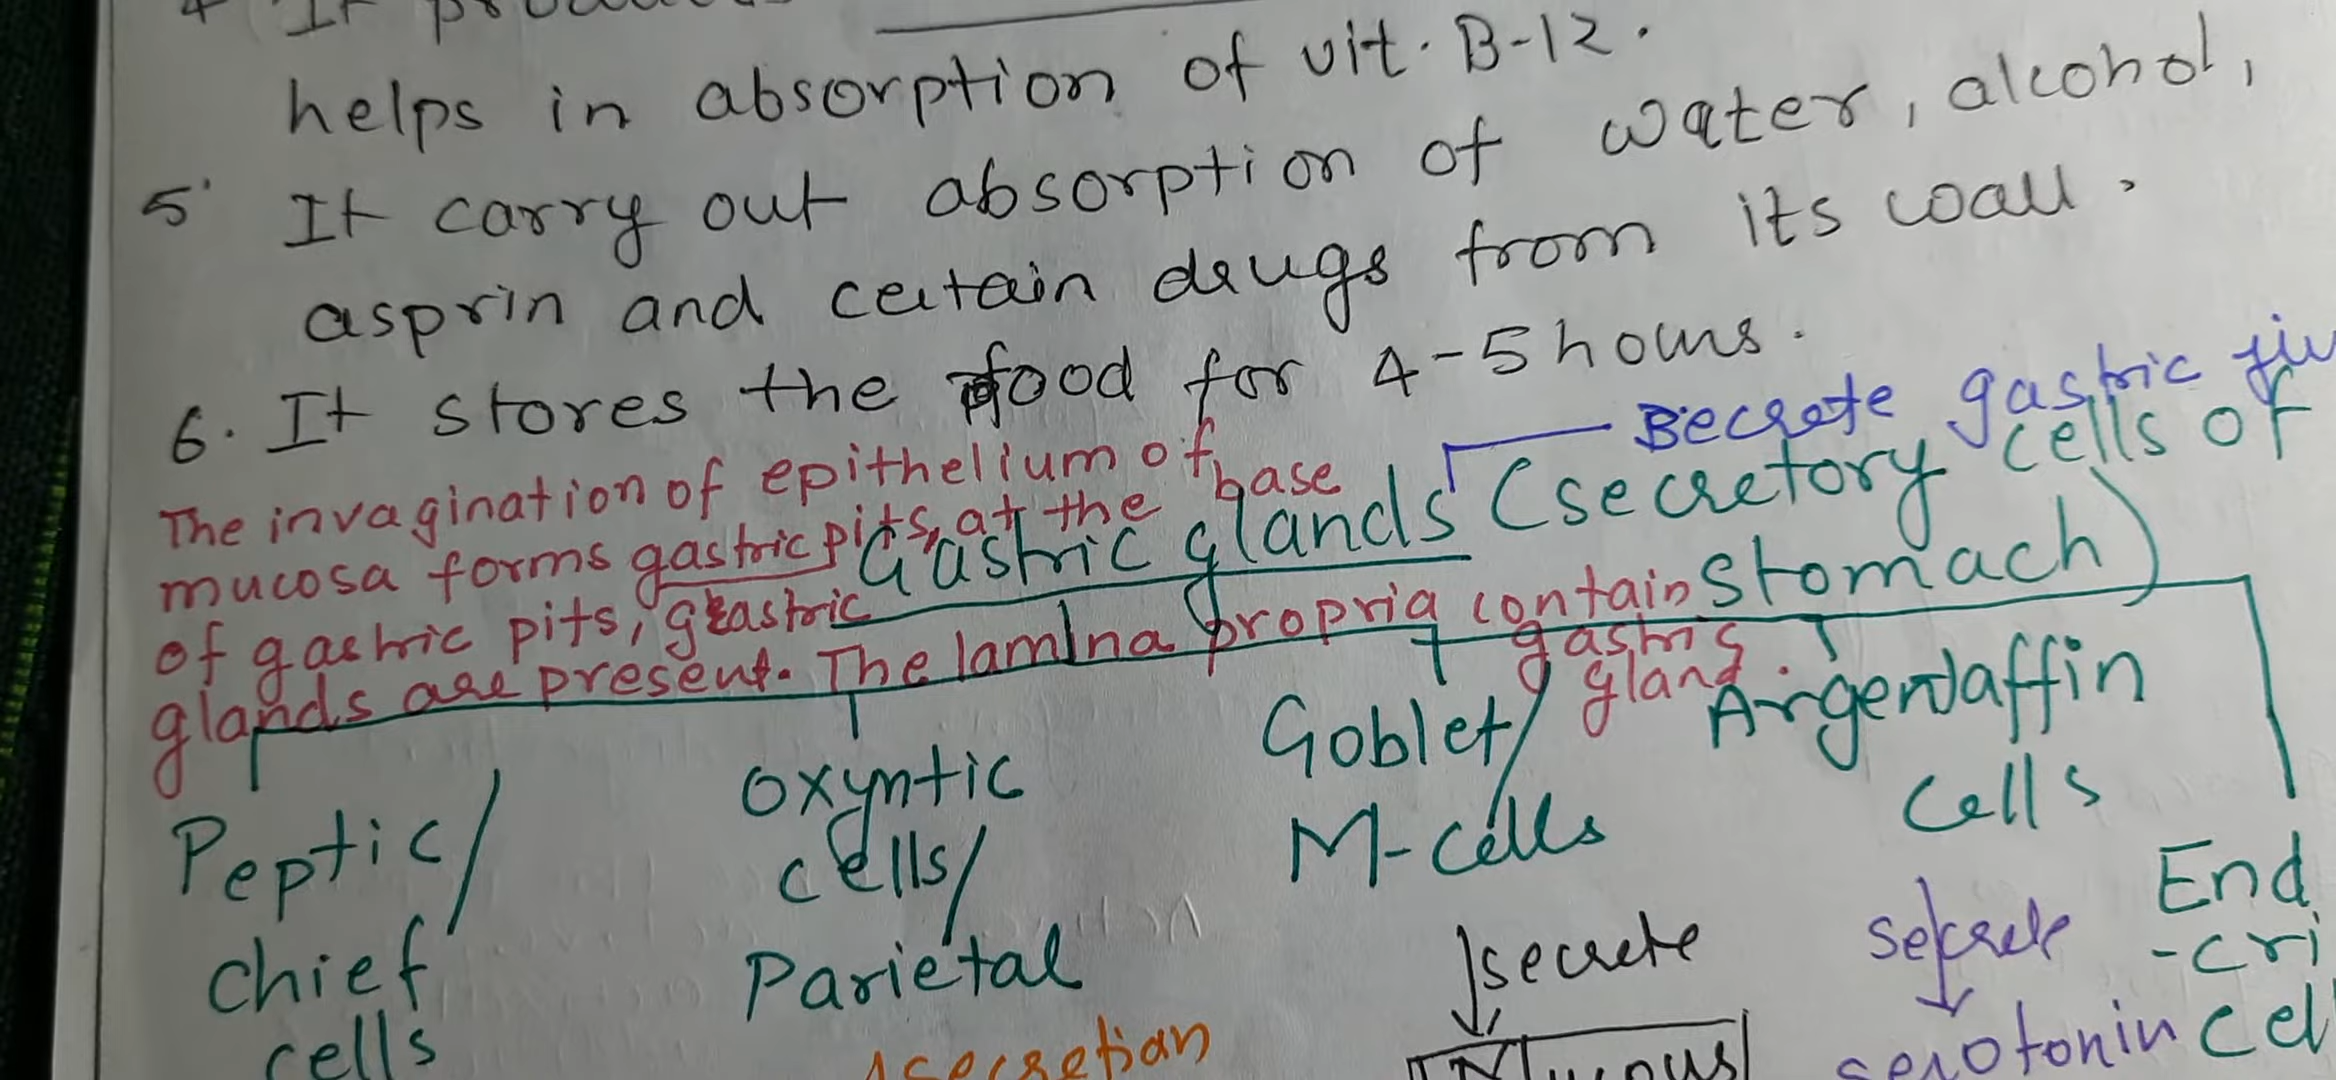 4 It
helps in absorption of vit. B-12.
5 It carry out absorption of water, alcohol,
asprin and certain drugs from its wall.
6. It stores the food for 4-5 hours.
Secrete gastric
The invagination of epithelium of
mucosa forms gastric pits, at the base
of gastric pits, gastric
glands are present. The lamina propria contain
gastric
gland.
Gastric glands (secretory cells of
Stomach)
Peptic/
chief
cells
Oxyntic
cells/
Parietal
secretian
Goblet/
M-cells
secrete
Mucous
Argentaffin
cells
secrete
serotonin
End
-cri
cel